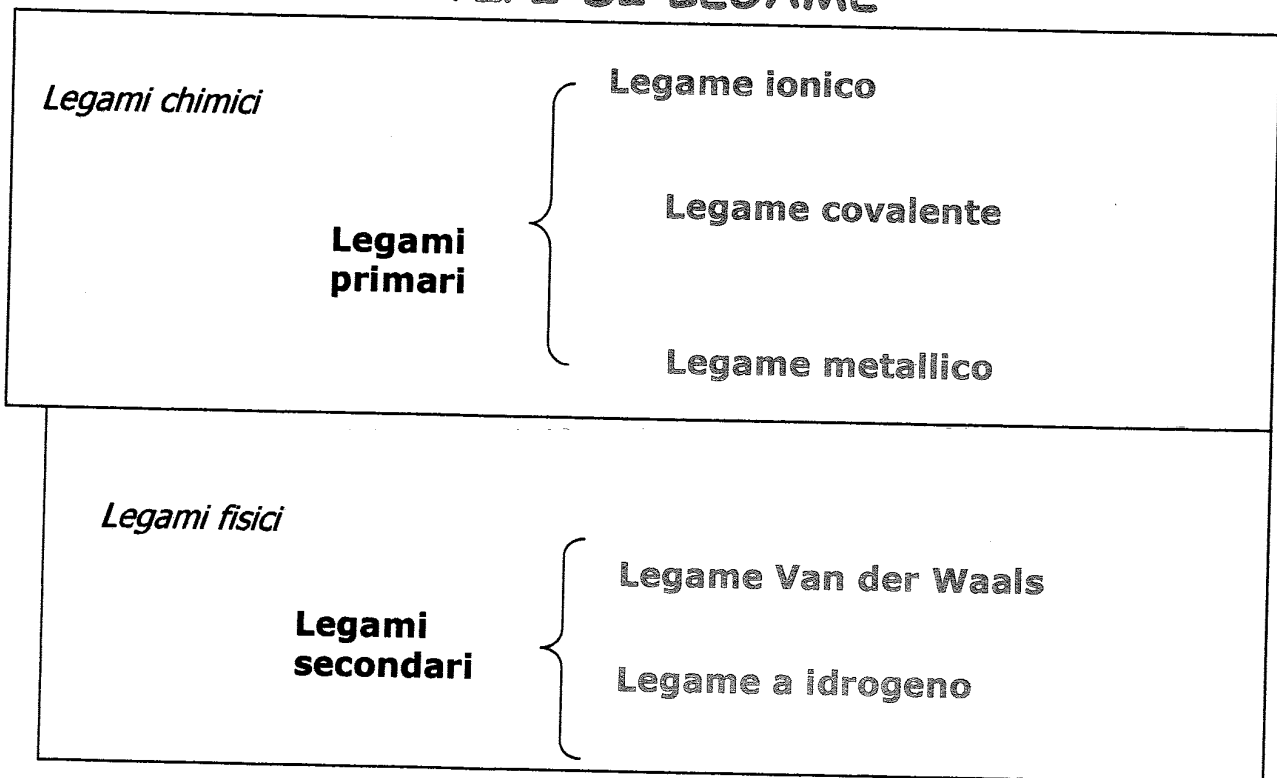 Legami chimici
Legame ionico
Legame covalente
Legami
primari
Legame metallico
Legami fisici
Legame Van der Waals
Legami
secondari
Legame a idrogeno